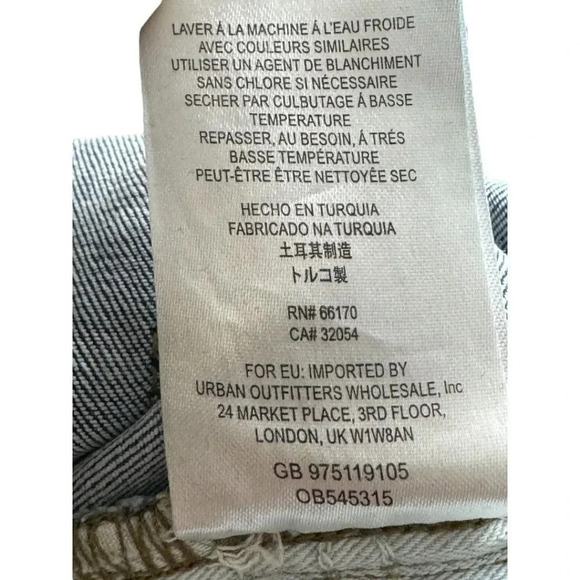 LAVER Á LA MACHINE Á L'EAU FROIDE
AVEC COULEURS SIMILAIRES
UTILISER UN AGENT DE BLANCHIMENT
SANS CHLORE SI NÉCESSAIRE
SECHER PAR CULBUTAGE Á BASSE
TEMPERATURE
REPASSER, AU BESOIN, Á TRÉS
BASSE TEMPÉRATURE
PEUT-ÊTRE ÊTRE NETTOYÉE SEC
HECHO EN TURQUIA
FABRICADO NA TURQUIA
土耳其制造
トルコ製
RN# 66170
CA# 32054
FOR EU: IMPORTED BY
URBAN OUTFITTERS WHOLESALE, Inc
24 MARKET PLACE, 3RD FLOOR,
LONDON, UK W1W8AN
GB 975119105
OB545315